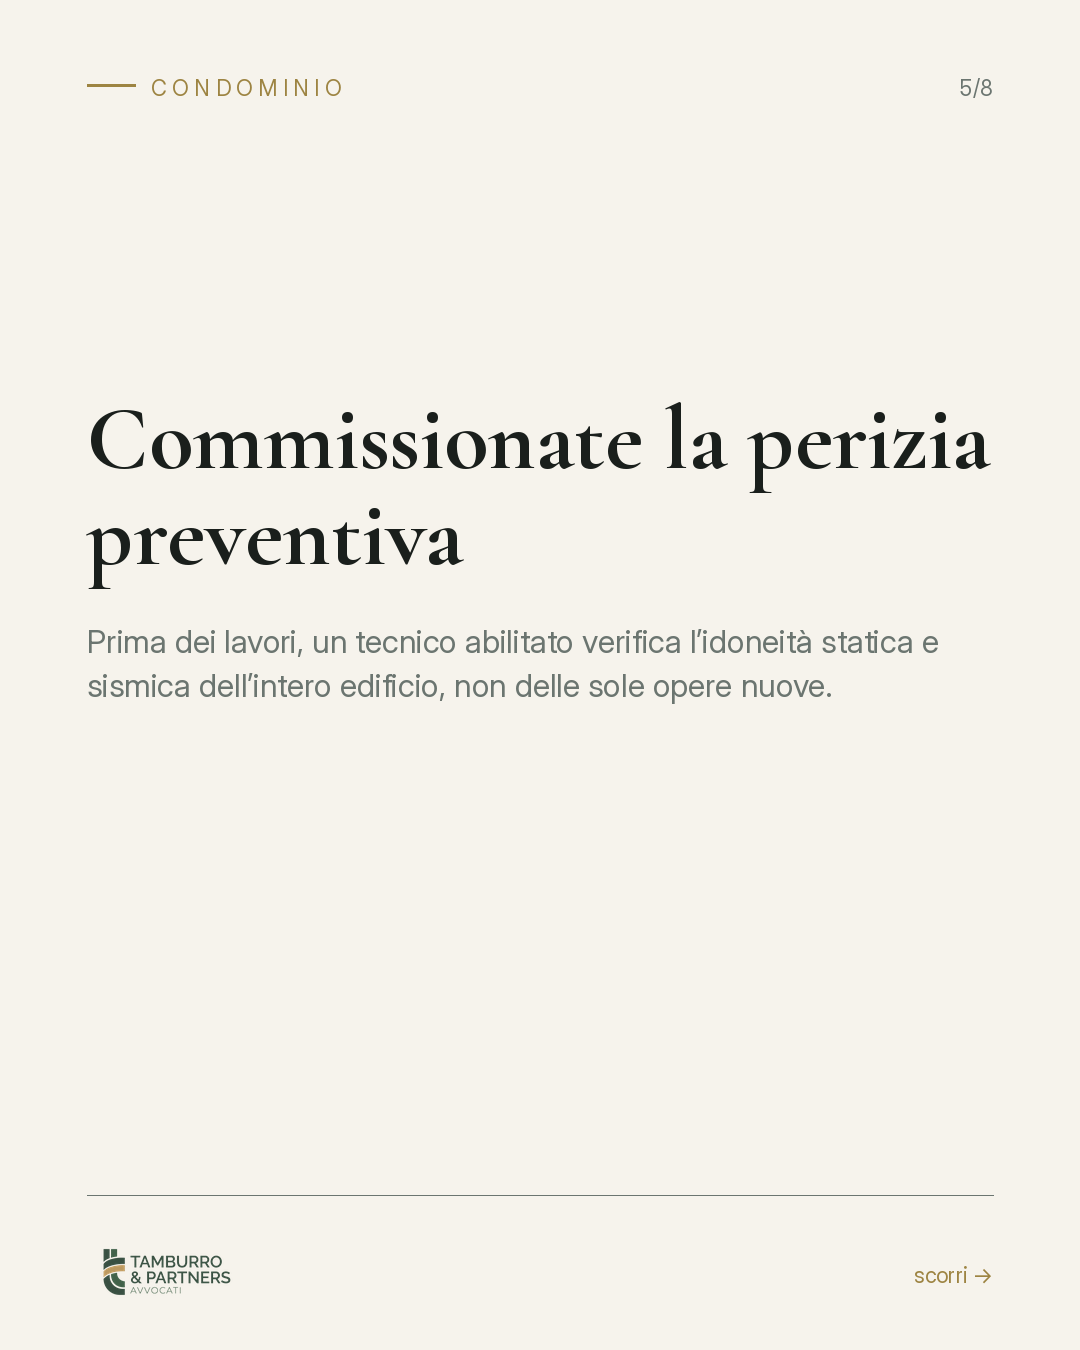 CONDOMINIO
5/8
Commissionate la perizia
preventiva
Prima dei lavori, un tecnico abilitato verifica l’idoneità statica e
sismica dell’intero edificio, non delle sole opere nuove.
TAMBURRO
& PARTNERS
AVVOCATI
scorri →